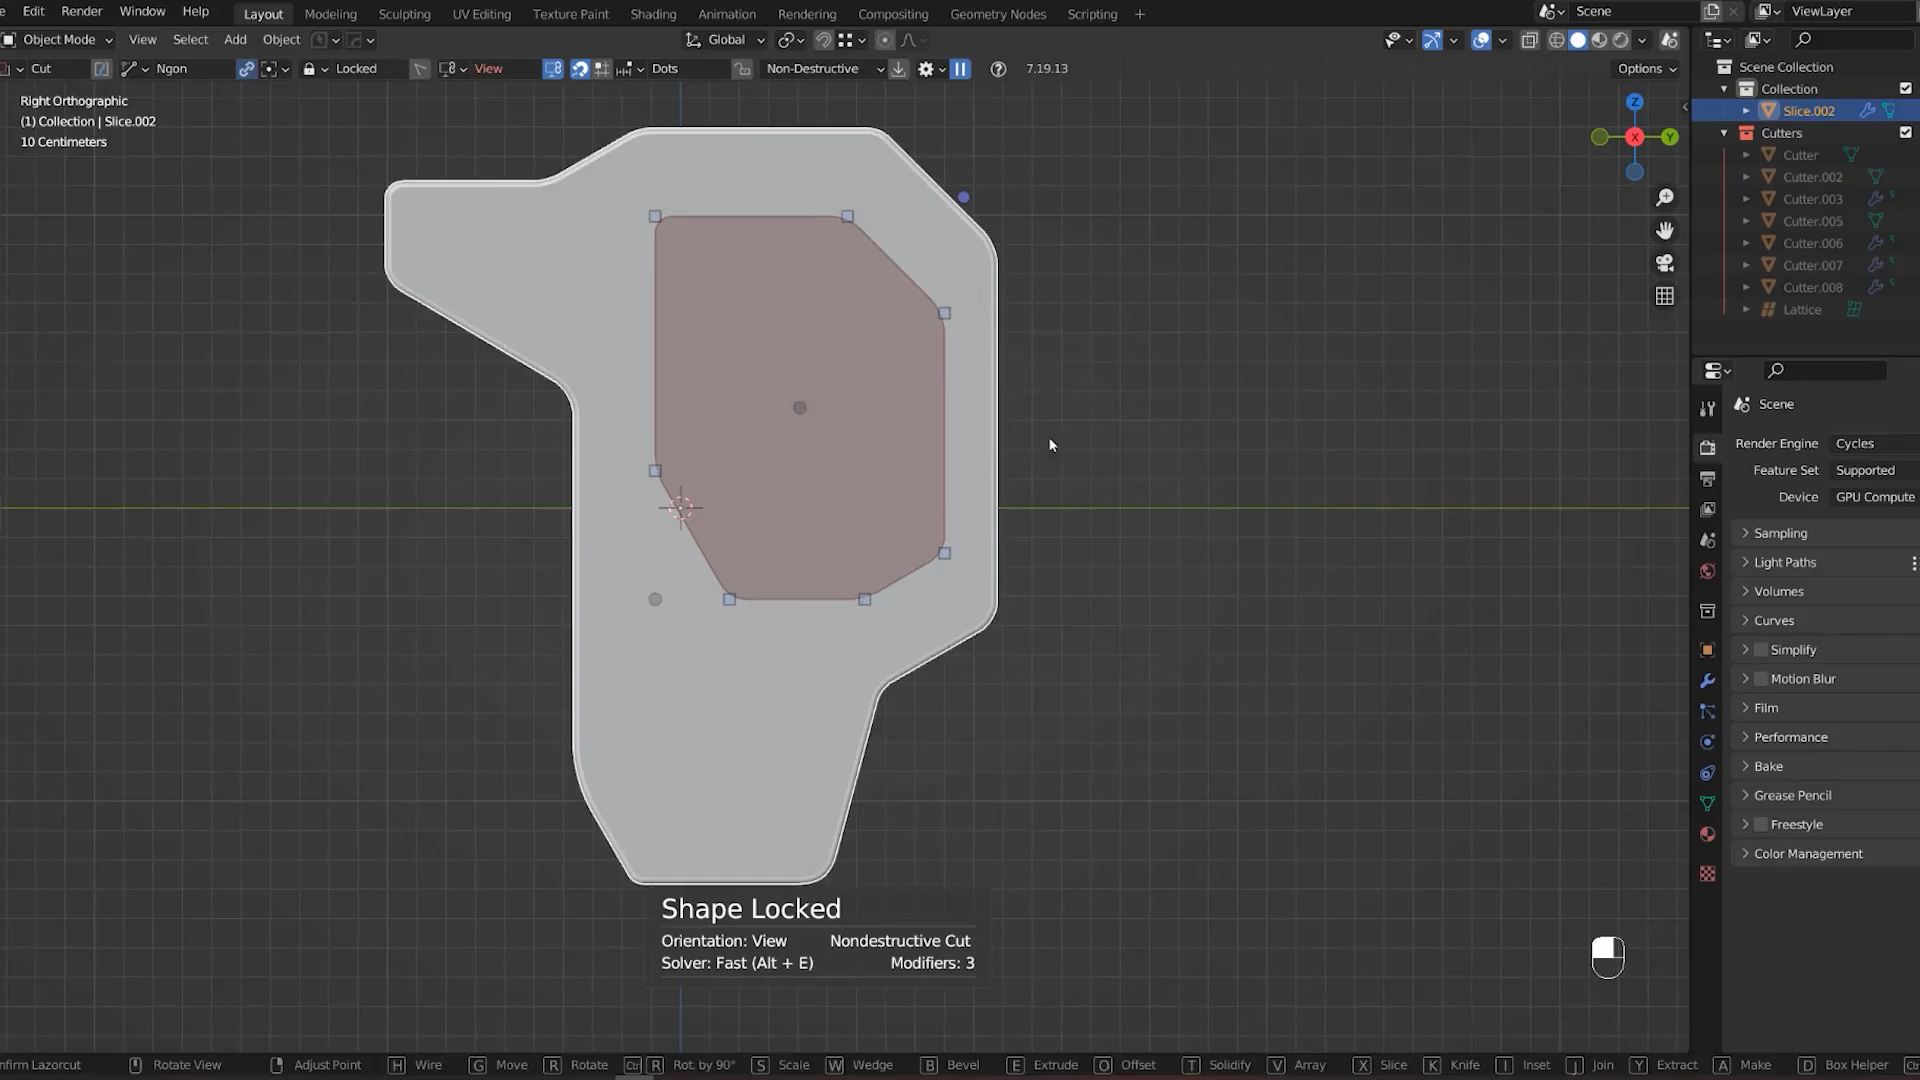 Edit Render Window Help Layout Modeling Sculpting UV Editing Texture Paint Shading Animation Rendering Compositing Geometry Nodes Scripting + Scene ViewLayer
Object Mode View Select Add Object Global
Cut Ngon Locked View Dots Non-Destructive 7.19.13 Options
Right Orthographic
(1) Collection | Slice.002
10 Centimeters
Z
X
Y
Scene Collection
Collection
Slice.002
Cutters
Cutter
Cutter.002
Cutter.003
Cutter.005
Cutter.006
Cutter.007
Cutter.008
Lattice
Scene
Render Engine Cycles
Feature Set Supported
Device GPU Compute
Sampling
Light Paths
Volumes
Curves
Simplify
Motion Blur
Film
Performance
Bake
Grease Pencil
Freestyle
Color Management
Shape Locked
Orientation: View Nondestructive Cut
Solver: Fast (Alt + E) Modifiers: 3
nfirm Lazorcut Rotate View Adjust Point H Wire G Move R Rotate Ctrl R Rot. by 90° S Scale W Wedge B Bevel E Extrude O Offset T Solidify V Array X Slice K Knife I Inset J Join Y Extract A Make D Box Helper